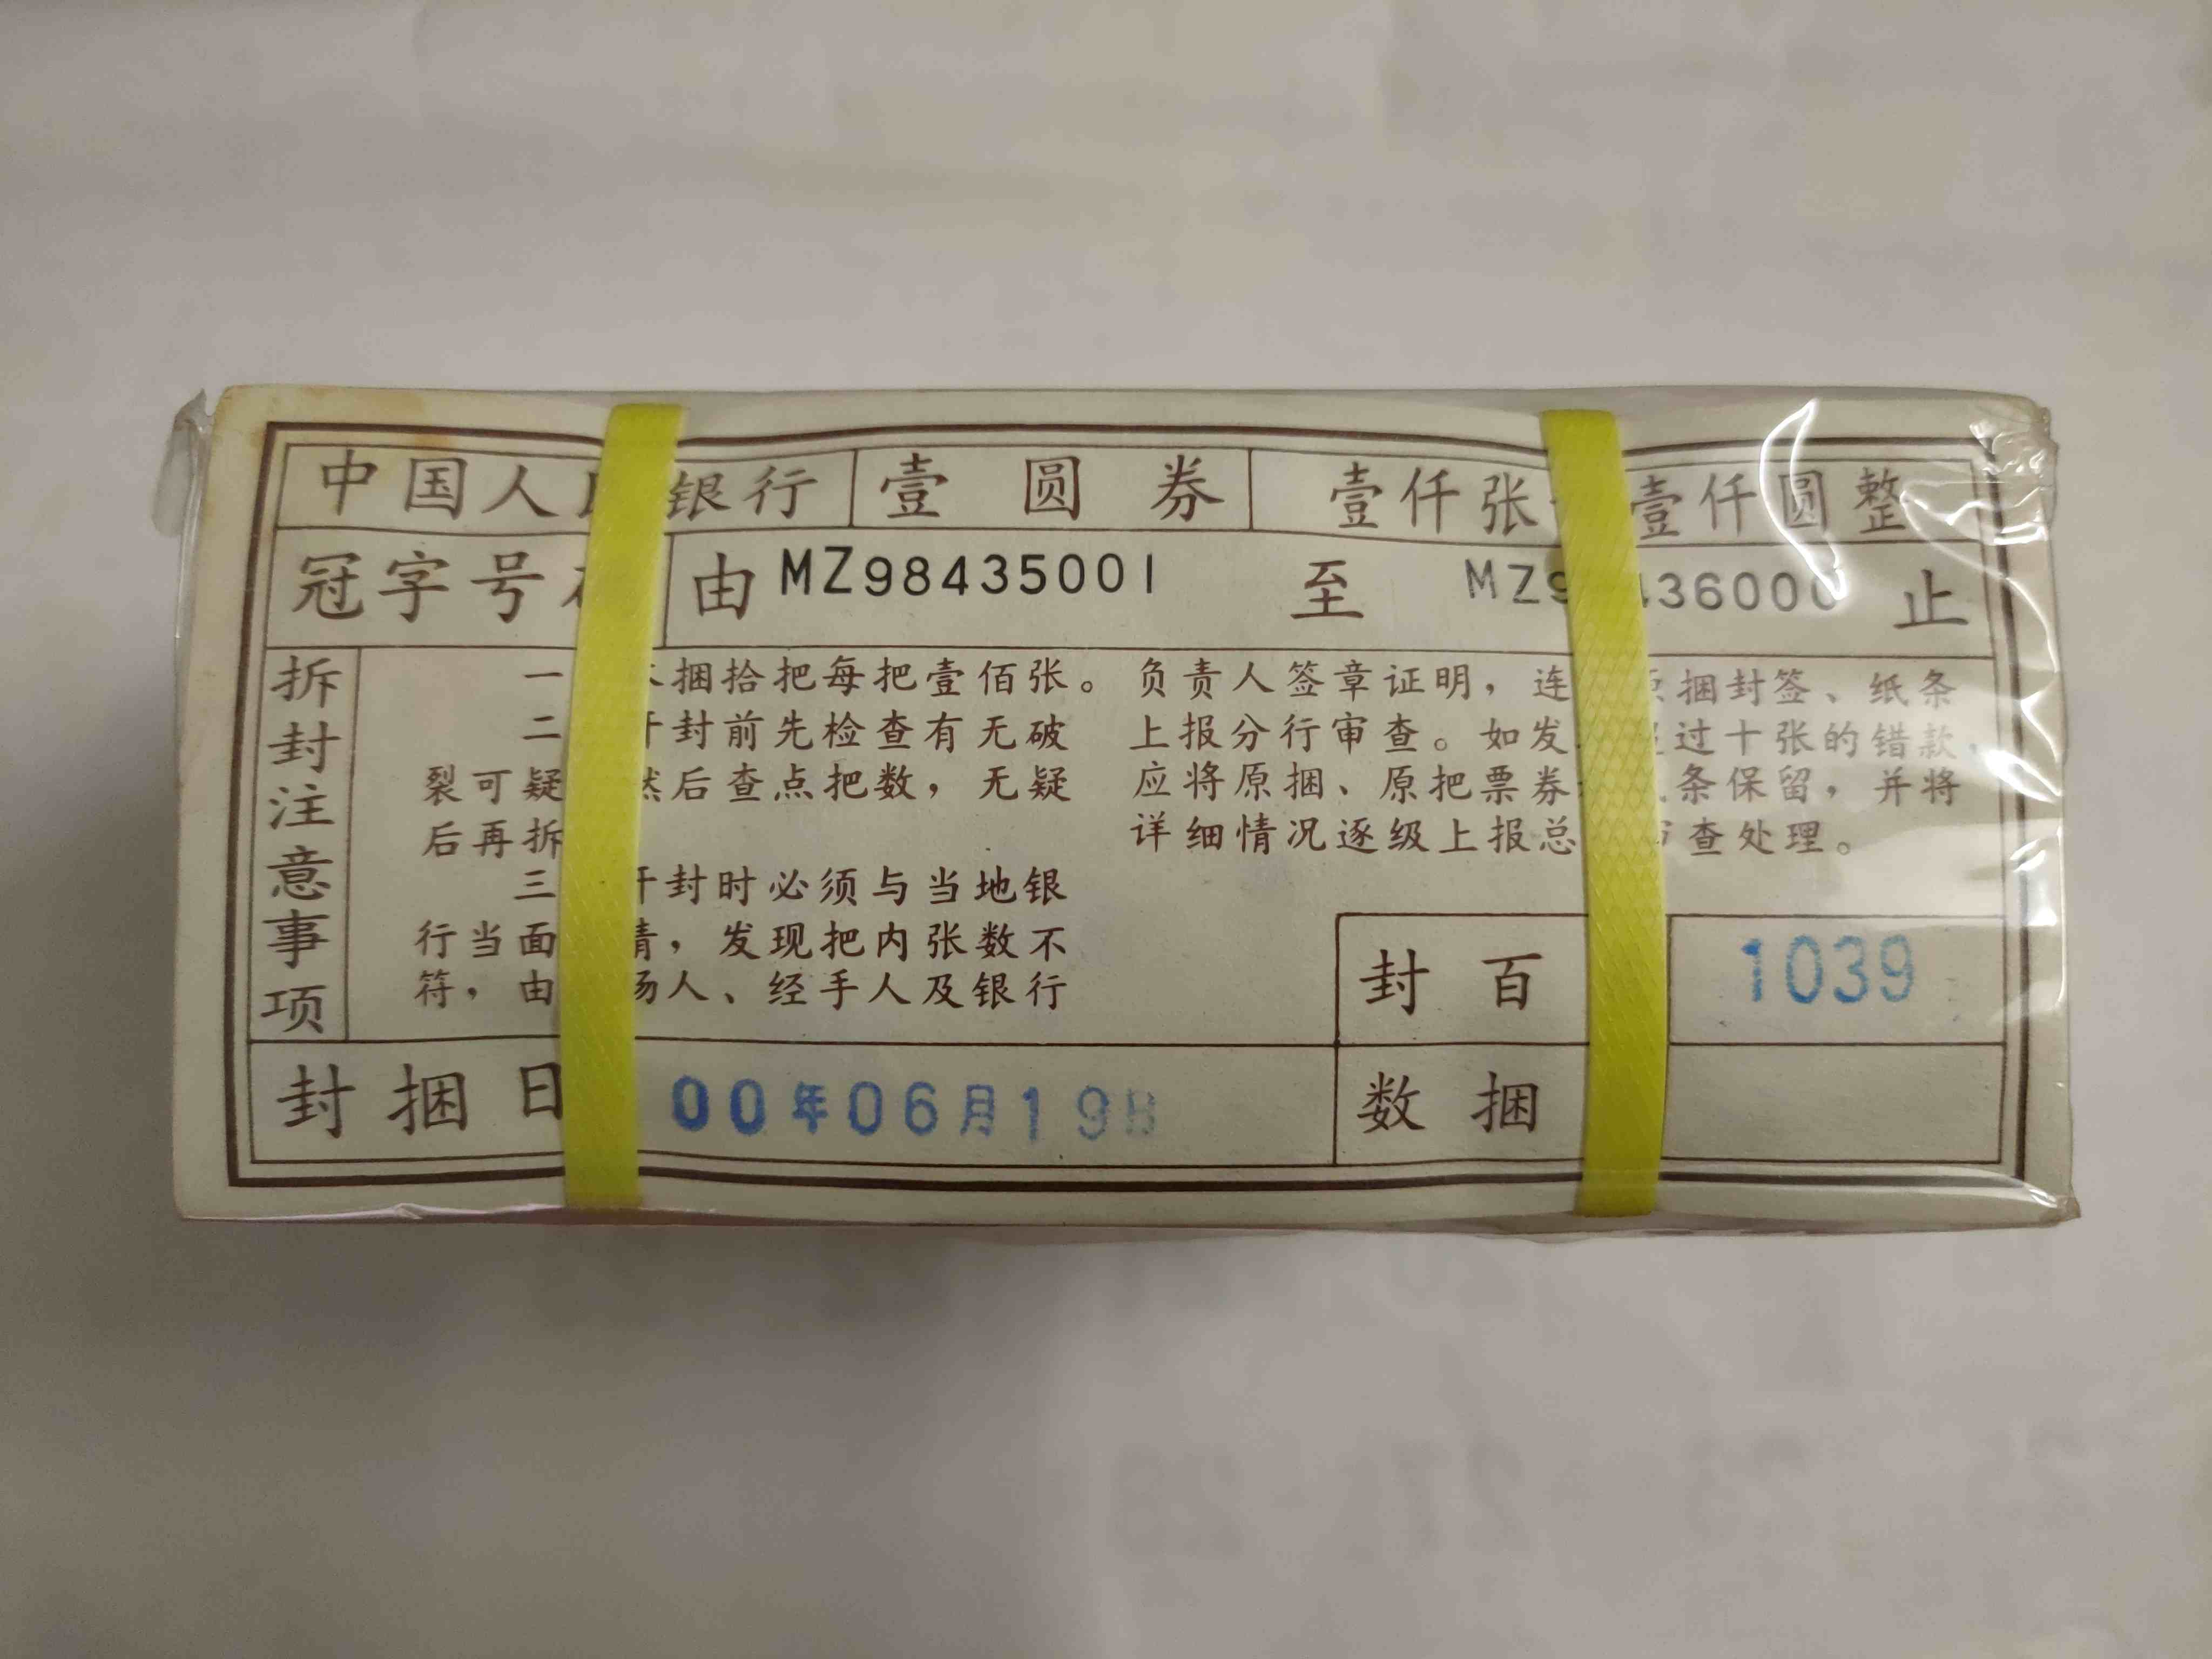 中国人 银行 壹圆券 壹仟张 壹仟圆整
冠字号 由 MZ98435001 至 MZ9 436000 止
拆封注意事项
一 捆拾把每把壹佰张。
二 封前先检查有无破
裂可疑 然后查点把数，无疑
后再拆
三 开封时必须与当地银
行当面 清，发现把内张数不
符，由 场人、经手人及银行
负责人签章证明，连 原捆封签、纸条
上报分行审查。如发 过十张的错款，
应将原捆、原把票券 条保留，并将
详细情况逐级上报总 审查处理。
封百 1039
封捆日 00年06月19日
数捆